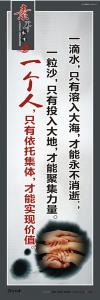 一滴水，只有溶入大海，才能永不消逝；
一粒沙，只有投入大地，才能聚集力量。
一个人，只有依托集体，才能实现价值。